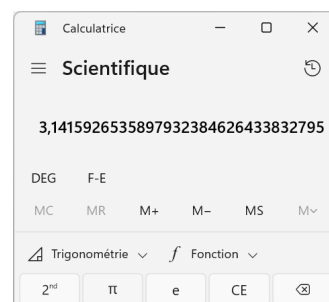 Calculatrice
Scientifique
3,1415926535897932384626433832795
DEG F-E
MC MR M+ M− MS M
Trigonométrie f Fonction
2nd π e CE